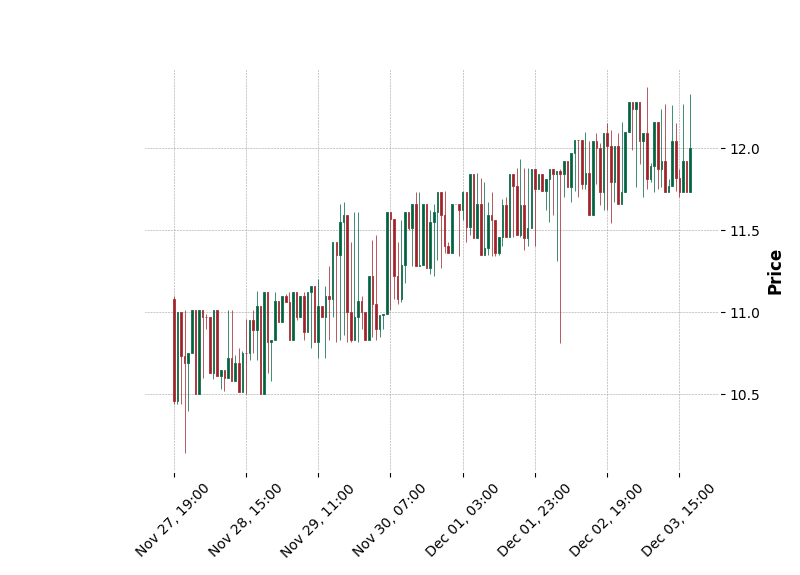 12.0
11.5
11.0
10.5
Price
Nov 27, 19:00
Nov 28, 15:00
Nov 29, 11:00
Nov 30, 07:00
Dec 01, 03:00
Dec 01, 23:00
Dec 02, 19:00
Dec 03, 15:00